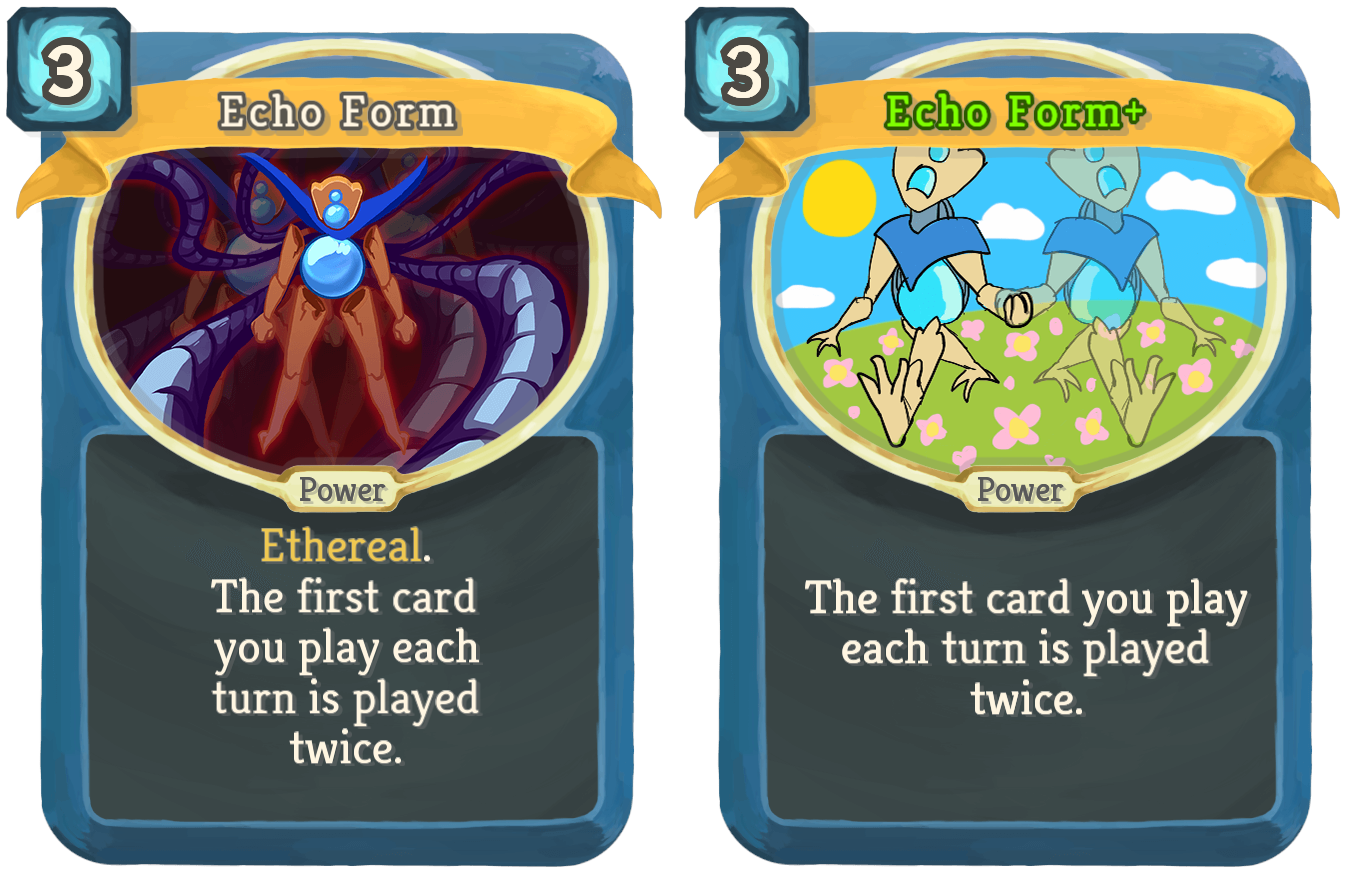 3
Echo Form
Power
Ethereal.
The first card
you play each
turn is played
twice.
3
Echo Form+
Power
The first card you play
each turn is played
twice.